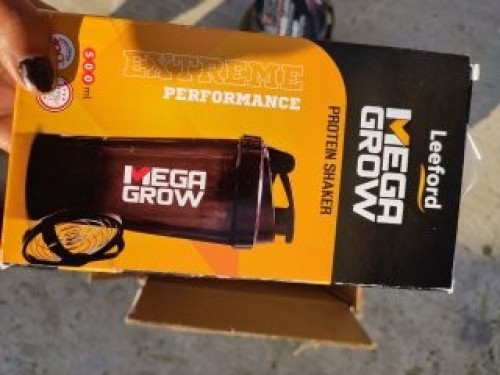 Leeford
MEGA
GROW
PROTEIN SHAKER
EXTREME
PERFORMANCE
500 ml
MEGA
GROW